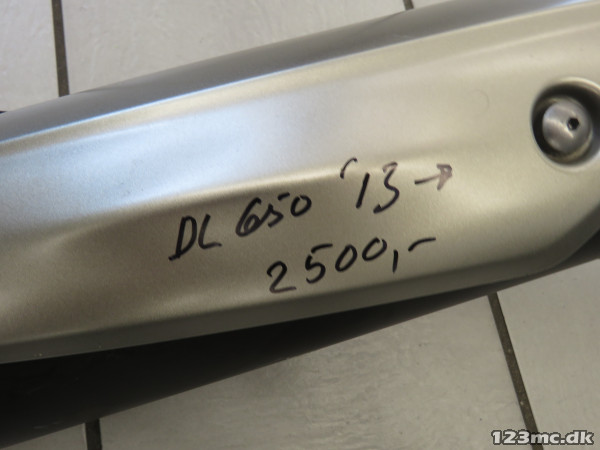 DL 650 '13 →
2500,-
123mc.dk